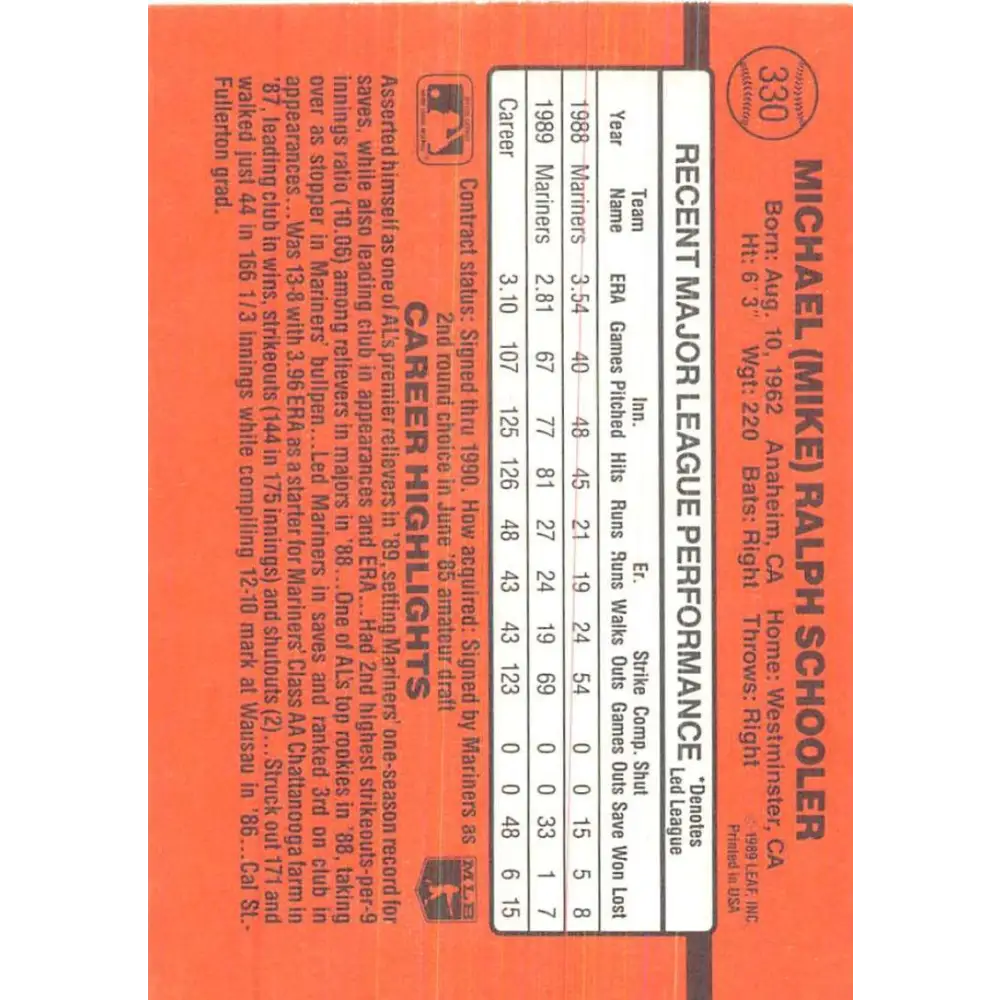 330
MICHAEL (MIKE) RALPH SCHOOLER
Born: Aug. 10, 1962 Anaheim, CA Home: Westminster, CA
Ht: 6' 3" Wgt: 220 Bats: Right Throws: Right
© 1989 LEAF, INC.
Printed in USA
RECENT MAJOR LEAGUE PERFORMANCE *Denotes Led League
Team Inn. Er. Strike Comp. Shut
Year Name ERA Games Pitched Hits Runs Runs Walks Outs Games Outs Save Won Lost
1988 Mariners 3.54 40 48 45 21 19 24 54 0 0 15 5 8
1989 Mariners 2.81 67 77 81 27 24 19 69 0 0 33 1 7
Career 3.10 107 125 126 48 43 43 123 0 0 48 6 15
Contract status: Signed thru 1990. How acquired: Signed by Mariners as
2nd round choice in June '85 amateur draft
MLB
CAREER HIGHLIGHTS
Asserted himself as one of AL's premier relievers in '89, setting Mariners' one-season record for
saves, while also leading club in appearances and ERA...Had 2nd highest strikeouts-per-9
innings ratio (10.06) among relievers in majors in '88...One of AL's top rookies in '88, taking
over as stopper in Mariners' bullpen...Led Mariners in saves and ranked 3rd on club in
appearances...Was 13-8 with 3.96 ERA as a starter for Mariners' Class AA Chattanooga farm in
'87, leading club in wins, strikeouts (144 in 175 innings) and shutouts (2)...Struck out 171 and
walked just 44 in 166 1/3 innings while compiling 12-10 mark at Wausau in '86...Cal St.-
Fullerton grad.